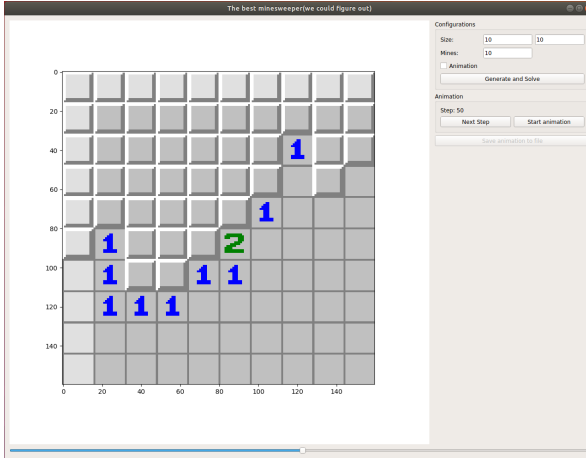 The best minesweeper(we could figure out)
Configurations
Size: 10 10
Mines: 10
Animation
Generate and Solve
Animation
Step: 50
Next Step Start animation
Save animation to file
0
20
40
60
80
100
120
140
1
1
1 2
1 1 1
1 1 1
0 20 40 60 80 100 120 140